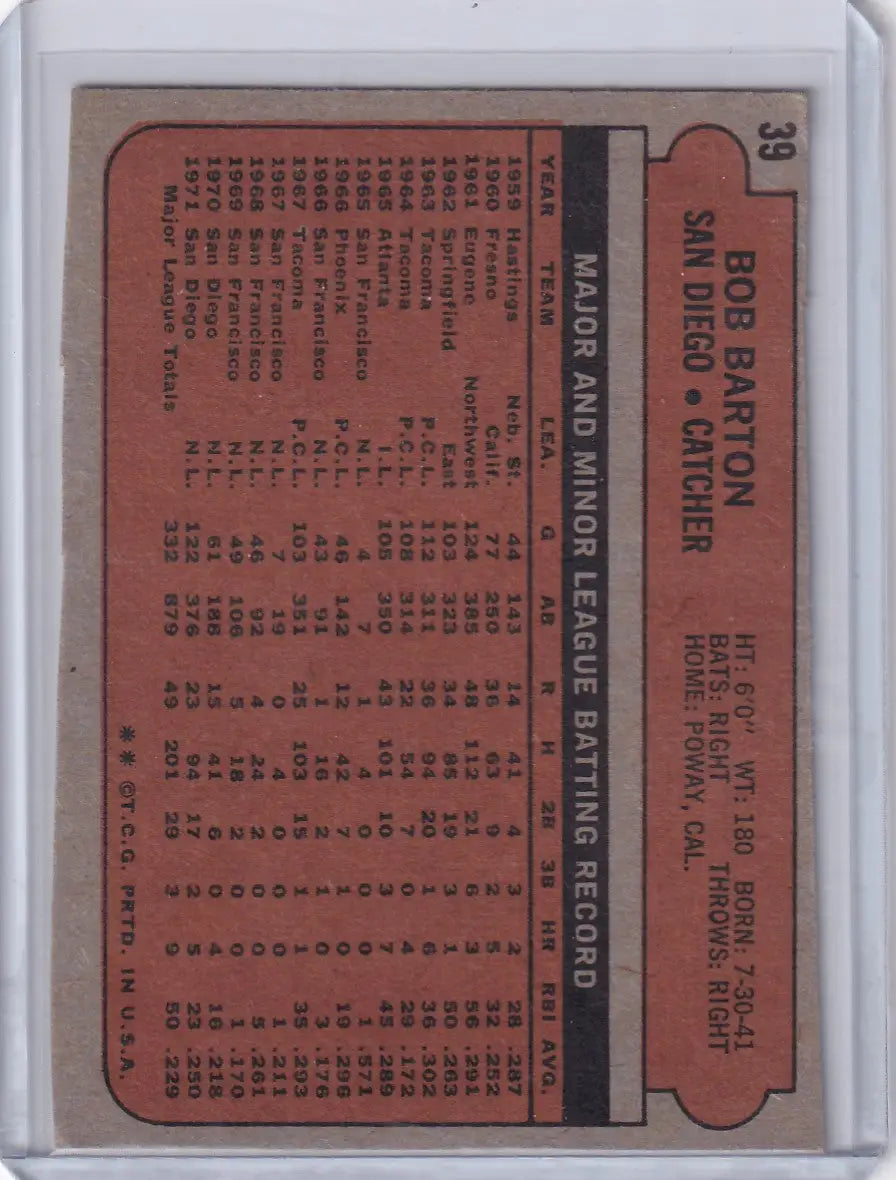 39
BOB BARTON
SAN DIEGO • CATCHER
HT: 6'0" WT: 180 BORN: 7-30-41
BATS: RIGHT THROWS: RIGHT
HOME: POWAY, CAL.
MAJOR AND MINOR LEAGUE BATTING RECORD
YEAR TEAM LEA. G AB R H 2B 3B HR RBI AVG.
1959 Hastings Neb. St. 44 143 14 41 4 3 2 28 .287
1960 Fresno Calif. 77 250 36 63 9 2 5 32 .252
1961 Eugene Northwest 124 385 48 112 21 6 3 56 .291
1962 Springfield East 103 323 34 85 19 3 1 50 .263
1963 Tacoma P.C.L. 112 311 36 94 20 1 6 36 .302
1964 Tacoma P.C.L. 108 314 22 54 7 0 4 29 .172
1965 Atlanta I.L. 105 350 43 101 10 3 7 45 .289
1965 San Francisco N.L. 4 7 1 4 0 0 0 1 .571
1966 Phoenix P.C.L. 46 142 12 42 7 1 0 19 .296
1966 San Francisco N.L. 43 91 1 16 2 1 0 3 .176
1967 Tacoma P.C.L. 103 351 25 103 15 1 1 35 .293
1967 San Francisco N.L. 7 19 0 4 0 0 0 1 .211
1968 San Francisco N.L. 46 92 4 24 2 0 0 5 .261
1969 San Francisco N.L. 49 106 5 18 2 0 0 1 .170
1970 San Diego N.L. 61 188 15 41 6 0 4 16 .218
1971 San Diego N.L. 122 376 23 94 17 2 5 23 .250
Major League Totals 332 879 49 201 29 3 9 50 .229
** ©T.C.G. PRTD. IN U.S.A.